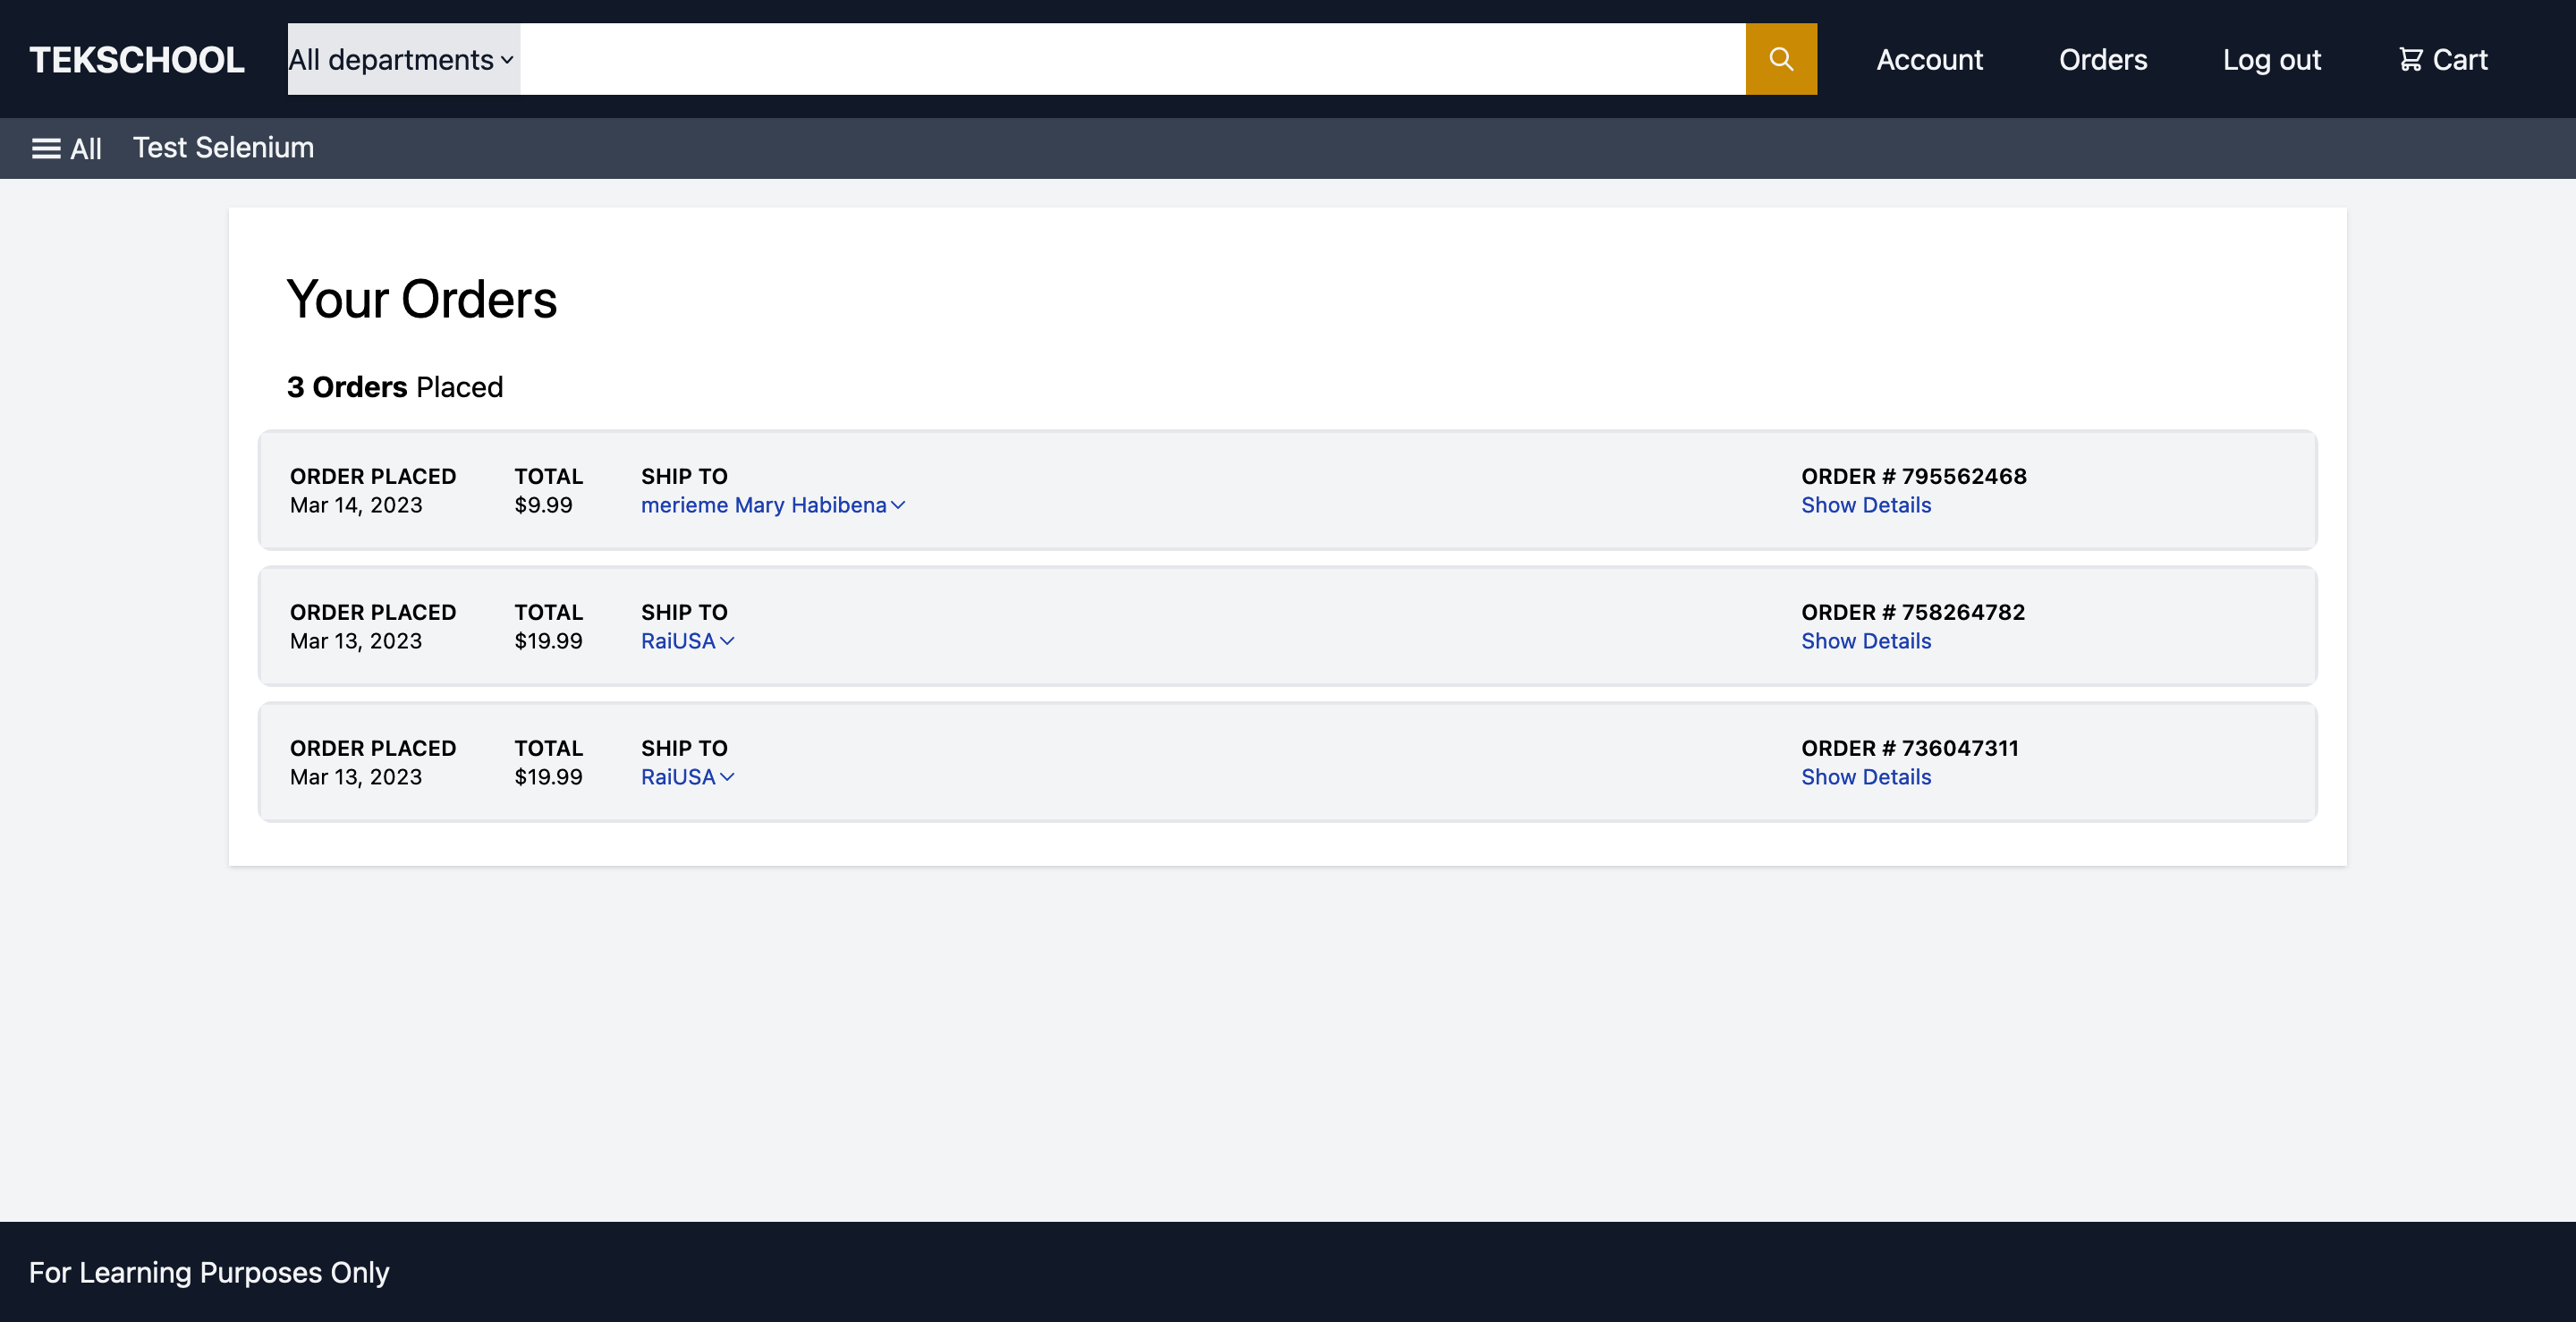 TEKSCHOOL All departments Account Orders Log out Cart
All Test Selenium
Your Orders
3 Orders Placed
ORDER PLACED TOTAL SHIP TO ORDER # 795562468
Mar 14, 2023 $9.99 merieme Mary Habibena Show Details
ORDER PLACED TOTAL SHIP TO ORDER # 758264782
Mar 13, 2023 $19.99 RaiUSA Show Details
ORDER PLACED TOTAL SHIP TO ORDER # 736047311
Mar 13, 2023 $19.99 RaiUSA Show Details
For Learning Purposes Only